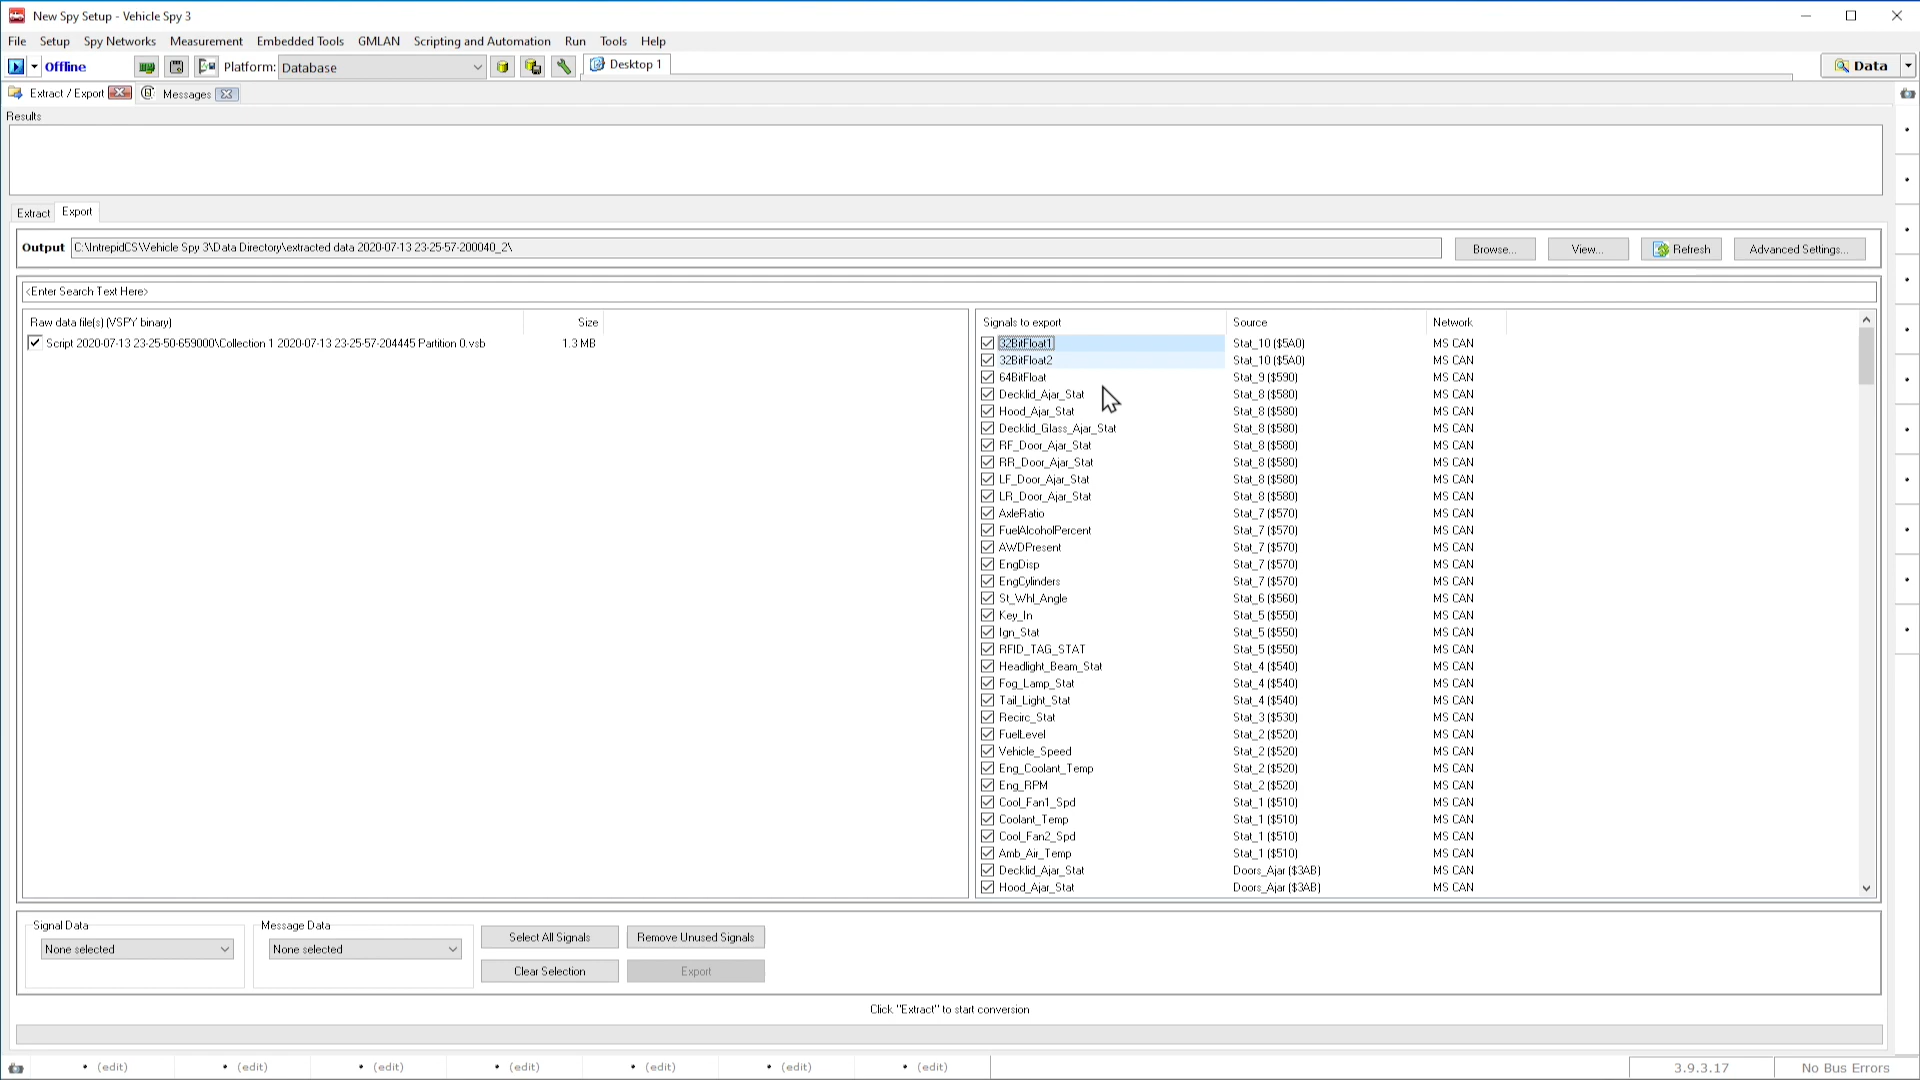 New Spy Setup - Vehicle Spy 3
File Setup Spy Networks Measurement Embedded Tools GMLAN Scripting and Automation Run Tools Help
Offline Platform: Database Desktop 1 Data
Extract / Export Messages
Results
Extract Export
Output C:\IntrepidCS\Vehicle Spy 3\Data Directory\extracted data 2020-07-13 23-25-57-200040_2\ Browse... View... Refresh Advanced Settings...
<Enter Search Text Here>
Raw data file(s) (VSPY binary) Size Signals to export Source Network
Script 2020-07-13 23-25-50-659000\Collection 1 2020-07-13 23-25-57-204445 Partition 0.vsb 1.3 MB
32BitFloat1 Stat_10 ($5A0) MS CAN
32BitFloat2 Stat_10 ($5A0) MS CAN
64BitFloat Stat_9 ($590) MS CAN
Decklid_Ajar_Stat Stat_8 ($580) MS CAN
Hood_Ajar_Stat Stat_8 ($580) MS CAN
Decklid_Glass_Ajar_Stat Stat_8 ($580) MS CAN
RF_Door_Ajar_Stat Stat_8 ($580) MS CAN
RR_Door_Ajar_Stat Stat_8 ($580) MS CAN
LF_Door_Ajar_Stat Stat_8 ($580) MS CAN
LR_Door_Ajar_Stat Stat_8 ($580) MS CAN
AxleRatio Stat_7 ($570) MS CAN
FuelAlcoholPercent Stat_7 ($570) MS CAN
AWDPresent Stat_7 ($570) MS CAN
EngDisp Stat_7 ($570) MS CAN
EngCylinders Stat_7 ($570) MS CAN
St_Whl_Angle Stat_6 ($560) MS CAN
Key_In Stat_5 ($550) MS CAN
Ign_Stat Stat_5 ($550) MS CAN
RFID_TAG_STAT Stat_5 ($550) MS CAN
Headlight_Beam_Stat Stat_4 ($540) MS CAN
Fog_Lamp_Stat Stat_4 ($540) MS CAN
Tail_Light_Stat Stat_4 ($540) MS CAN
Recirc_Stat Stat_3 ($530) MS CAN
FuelLevel Stat_2 ($520) MS CAN
Vehicle_Speed Stat_2 ($520) MS CAN
Eng_Coolant_Temp Stat_2 ($520) MS CAN
Eng_RPM Stat_2 ($520) MS CAN
Cool_Fan1_Spd Stat_1 ($510) MS CAN
Coolant_Temp Stat_1 ($510) MS CAN
Cool_Fan2_Spd Stat_1 ($510) MS CAN
Amb_Air_Temp Stat_1 ($510) MS CAN
Decklid_Ajar_Stat Doors_Ajar ($3AB) MS CAN
Hood_Ajar_Stat Doors_Ajar ($3AB) MS CAN
Signal Data Message Data
None selected None selected
Select All Signals Remove Unused Signals
Clear Selection Export
Click "Extract" to start conversion
(edit) (edit) (edit) (edit) (edit) (edit) (edit) 3.9.3.17 No Bus Errors